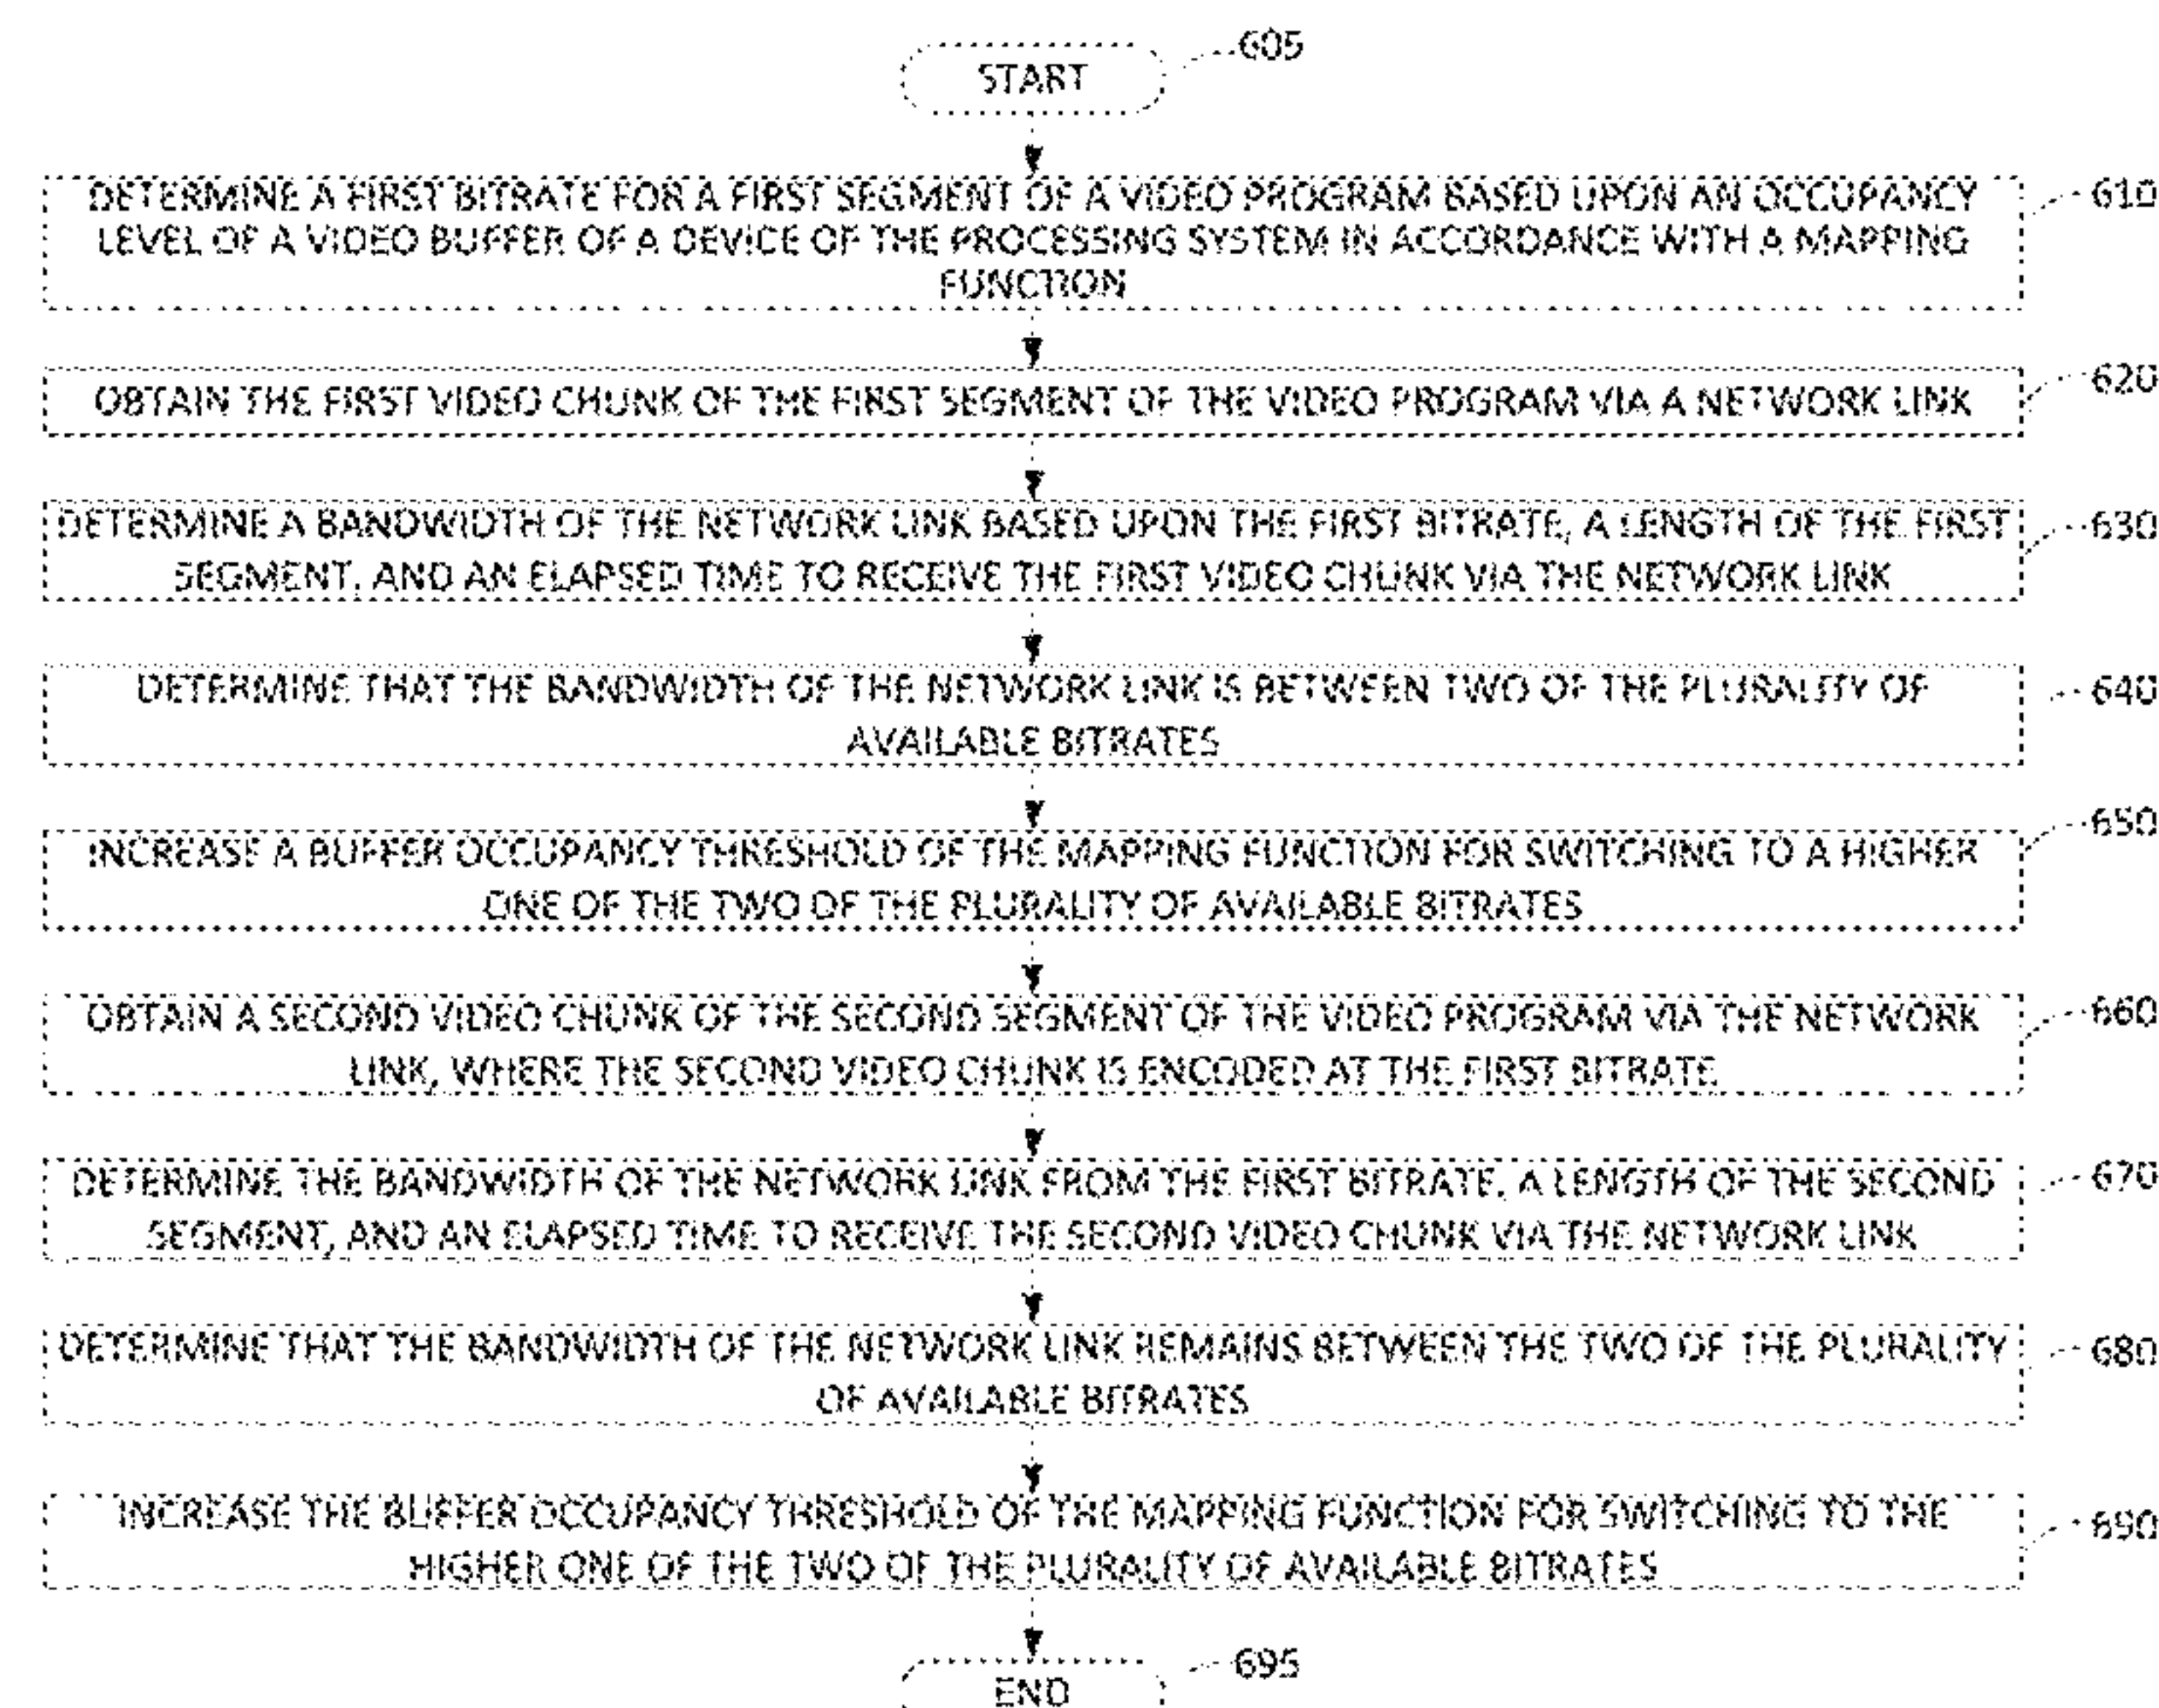 START
605
DETERMINE A FIRST BITRATE FOR A FIRST SEGMENT OF A VIDEO PROGRAM BASED UPON AN OCCUPANCY
LEVEL OF A VIDEO BUFFER OF A DEVICE OF THE PROCESSING SYSTEM IN ACCORDANCE WITH A MAPPING
FUNCTION
610
OBTAIN THE FIRST VIDEO CHUNK OF THE FIRST SEGMENT OF THE VIDEO PROGRAM VIA A NETWORK LINK
620
DETERMINE A BANDWIDTH OF THE NETWORK LINK BASED UPON THE FIRST BITRATE, A LENGTH OF THE FIRST
SEGMENT, AND AN ELAPSED TIME TO RECEIVE THE FIRST VIDEO CHUNK VIA THE NETWORK LINK
630
DETERMINE THAT THE BANDWIDTH OF THE NETWORK LINK IS BETWEEN TWO OF THE PLURALITY OF
AVAILABLE BITRATES
640
INCREASE A BUFFER OCCUPANCY THRESHOLD OF THE MAPPING FUNCTION FOR SWITCHING TO A HIGHER
ONE OF THE TWO OF THE PLURALITY OF AVAILABLE BITRATES
650
OBTAIN A SECOND VIDEO CHUNK OF THE SECOND SEGMENT OF THE VIDEO PROGRAM VIA THE NETWORK
LINK, WHERE THE SECOND VIDEO CHUNK IS ENCODED AT THE FIRST BITRATE
660
DETERMINE THE BANDWIDTH OF THE NETWORK LINK FROM THE FIRST BITRATE, A LENGTH OF THE SECOND
SEGMENT, AND AN ELAPSED TIME TO RECEIVE THE SECOND VIDEO CHUNK VIA THE NETWORK LINK
670
DETERMINE THAT THE BANDWIDTH OF THE NETWORK LINK REMAINS BETWEEN THE TWO OF THE PLURALITY
OF AVAILABLE BITRATES
680
INCREASE THE BUFFER OCCUPANCY THRESHOLD OF THE MAPPING FUNCTION FOR SWITCHING TO THE
HIGHER ONE OF THE TWO OF THE PLURALITY OF AVAILABLE BITRATES
690
END
695